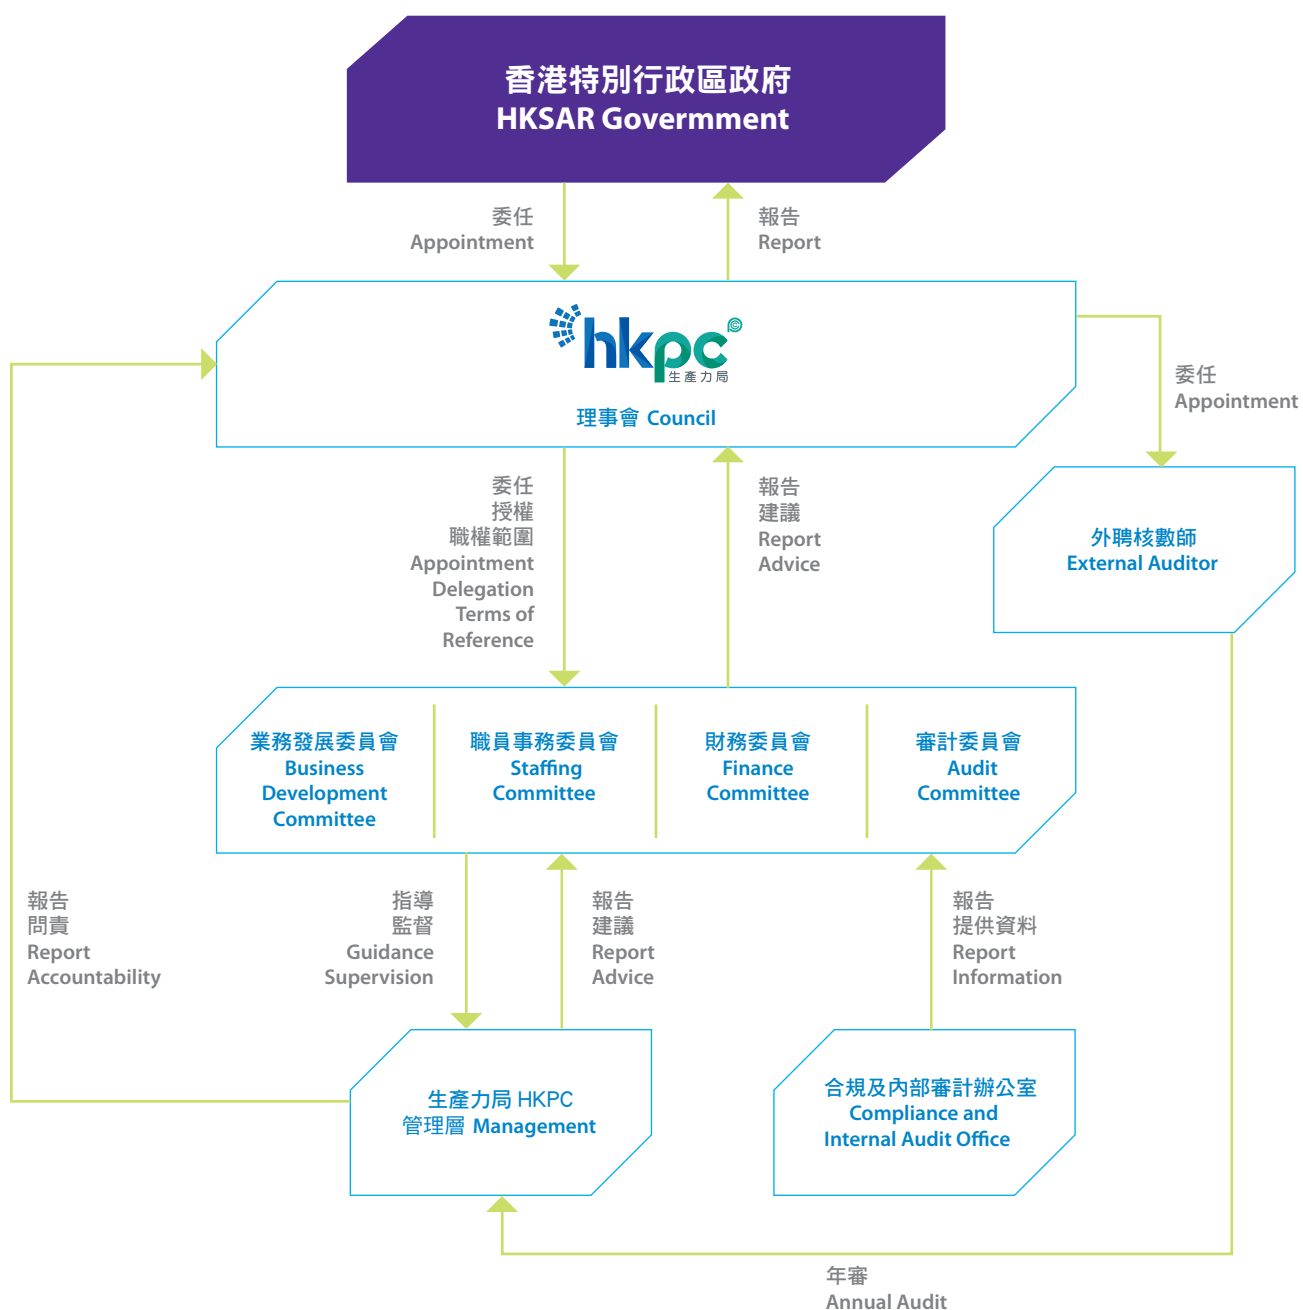 香港特別行政區政府
HKSAR Govermment
委任
Appointment
報告
Report
hkpc
生產力局
理事會 Council
委任
Appointment
委任
授權
職權範圍
Appointment
Delegation
Terms of
Reference
報告
建議
Report
Advice
外聘核數師
External Auditor
業務發展委員會
Business
Development
Committee
職員事務委員會
Staffing
Committee
財務委員會
Finance
Committee
審計委員會
Audit
Committee
報告
問責
Report
Accountability
指導
監督
Guidance
Supervision
報告
建議
Report
Advice
報告
提供資料
Report
Information
生產力局 HKPC
管理層 Management
合規及內部審計辦公室
Compliance and
Internal Audit Office
年審
Annual Audit